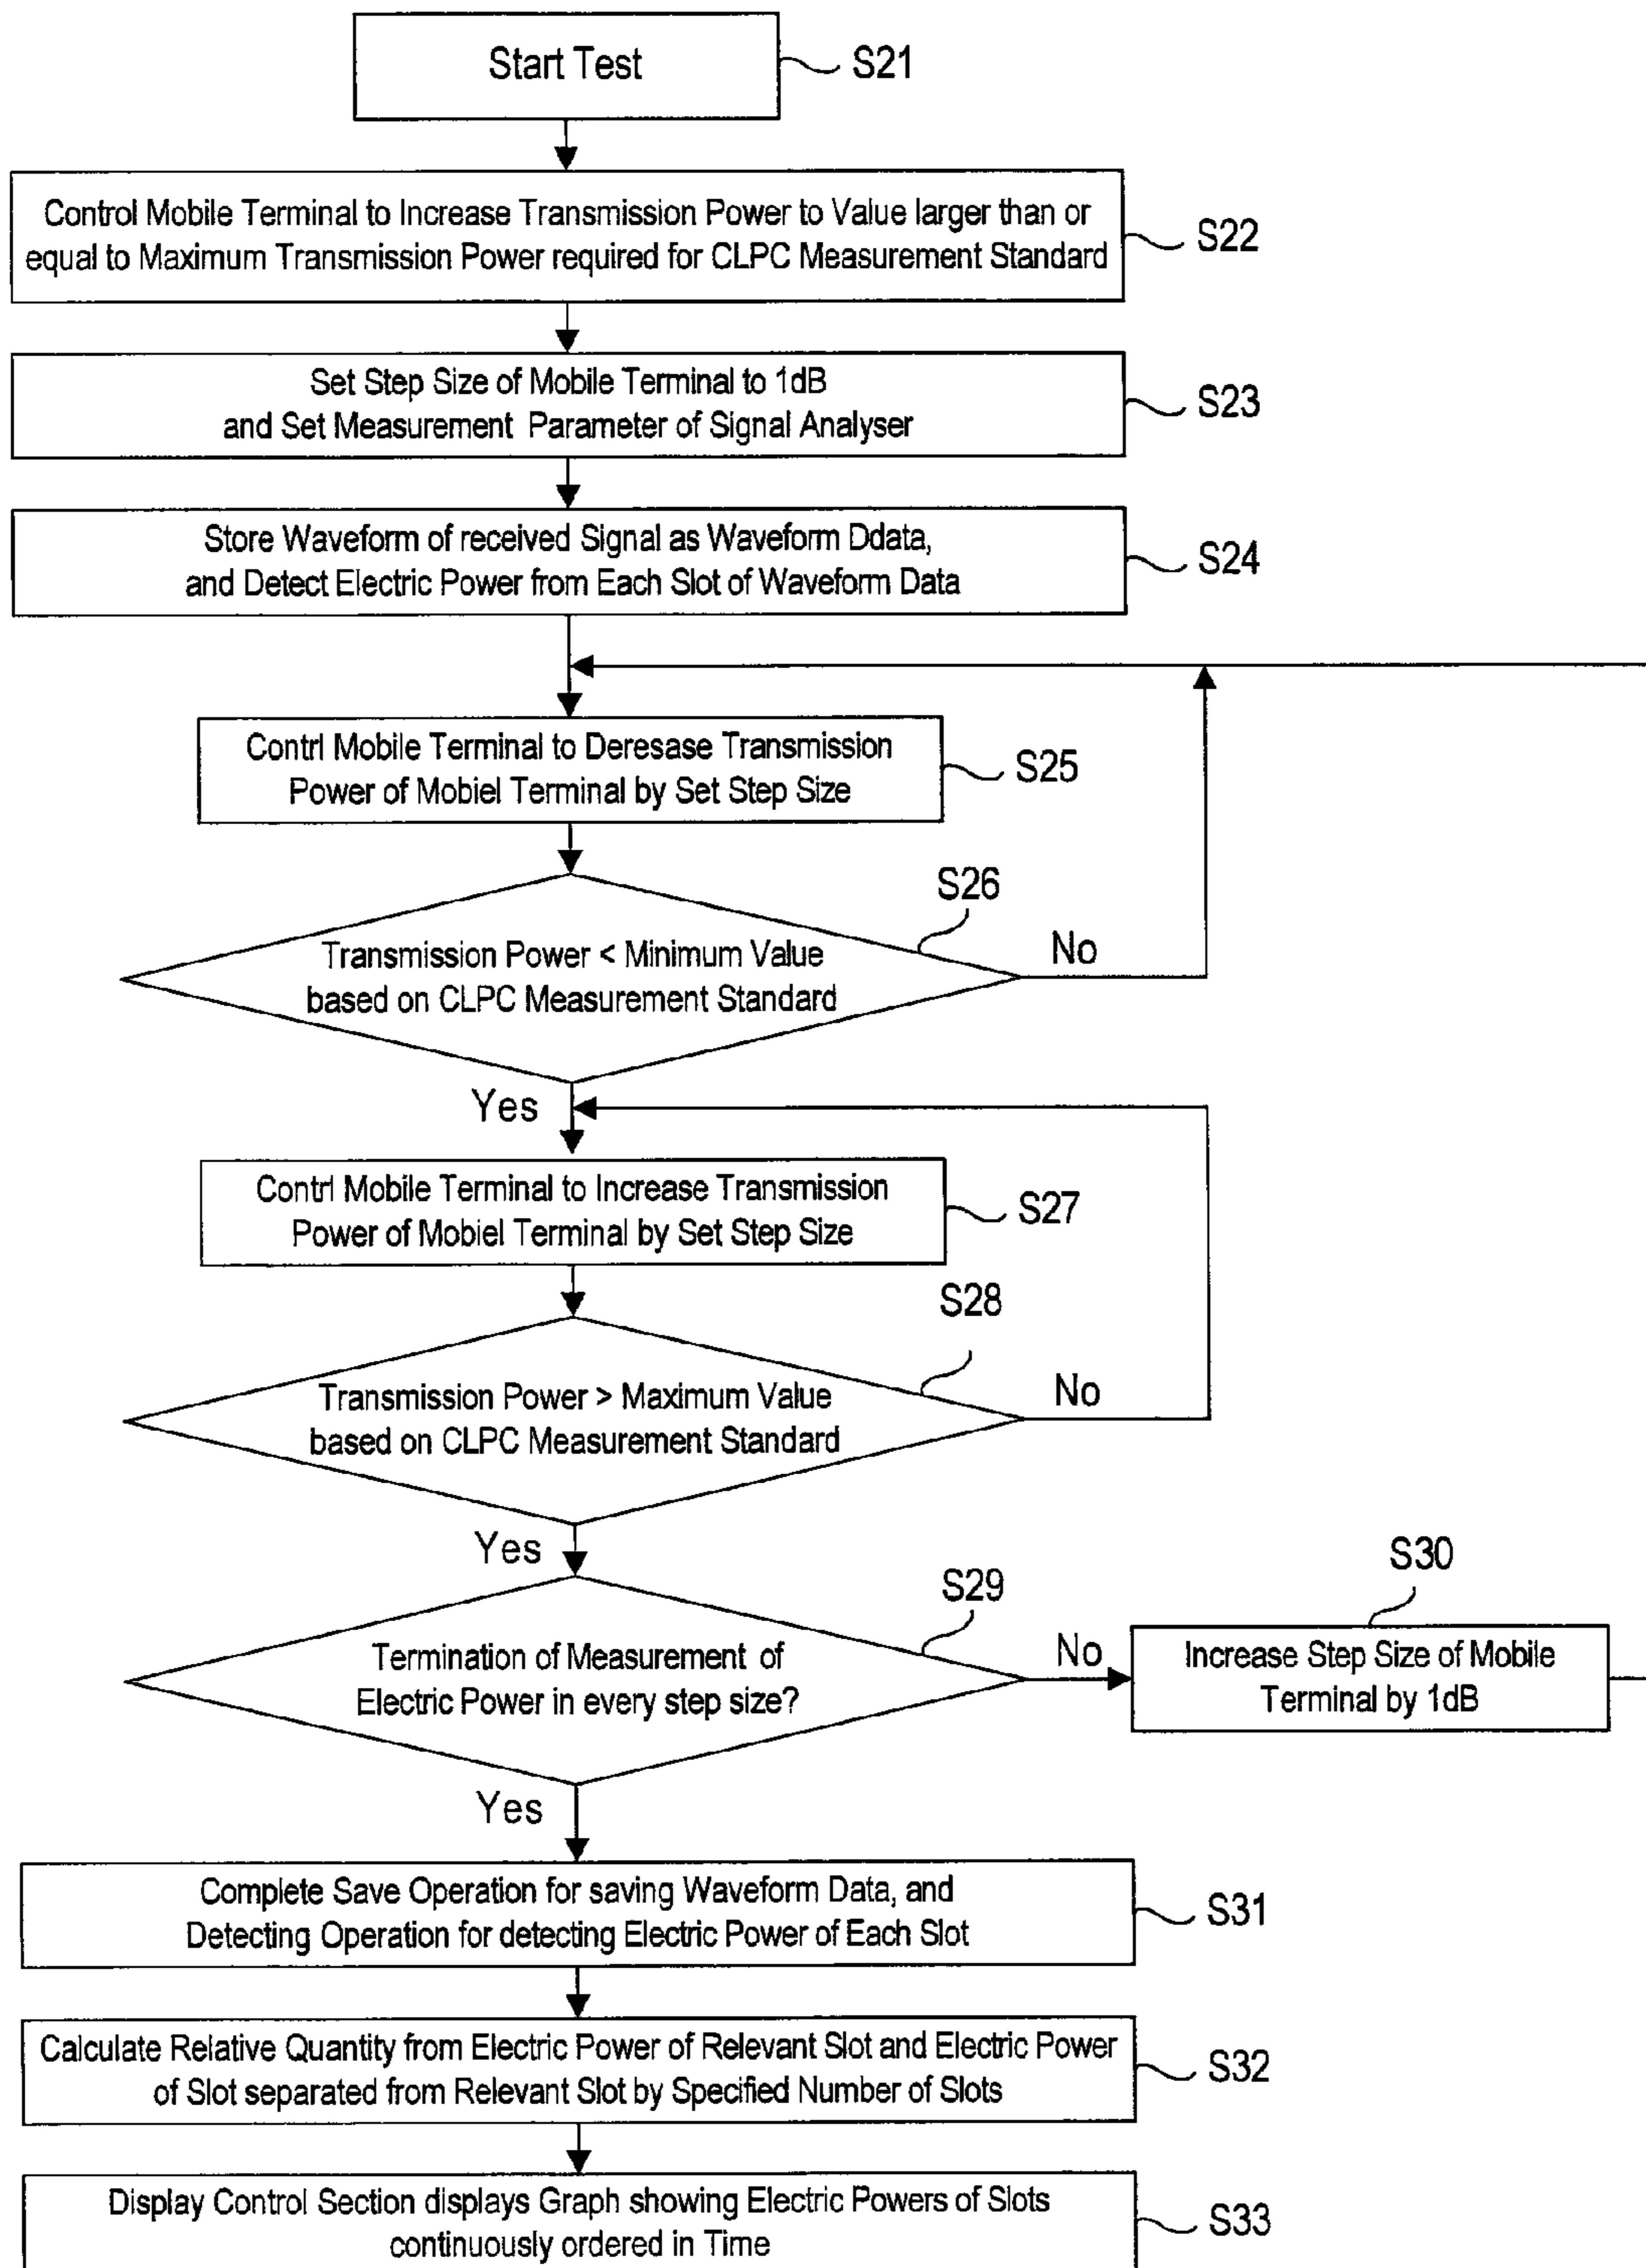 Start Test
S21
Control Mobile Terminal to Increase Transmission Power to Value larger than or
equal to Maximum Transmission Power required for CLPC Measurement Standard
S22
Set Step Size of Mobile Terminal to 1dB
and Set Measurement Parameter of Signal Analyser
S23
Store Waveform of received Signal as Waveform Ddata,
and Detect Electric Power from Each Slot of Waveform Data
S24
Contrl Mobile Terminal to Deresase Transmission
Power of Mobiel Terminal by Set Step Size
S25
S26
Transmission Power < Minimum Value
based on CLPC Measurement Standard
No
Yes
Contrl Mobile Terminal to Increase Transmission
Power of Mobiel Terminal by Set Step Size
S27
S28
Transmission Power > Maximum Value
based on CLPC Measurement Standard
No
Yes
S29
Termination of Measurement of
Electric Power in every step size?
No
S30
Increase Step Size of Mobile
Terminal by 1dB
Yes
Complete Save Operation for saving Waveform Data, and
Detecting Operation for detecting Electric Power of Each Slot
S31
Calculate Relative Quantity from Electric Power of Relevant Slot and Electric Power
of Slot separated from Relevant Slot by Specified Number of Slots
S32
Display Control Section displays Graph showing Electric Powers of Slots
continuously ordered in Time
S33